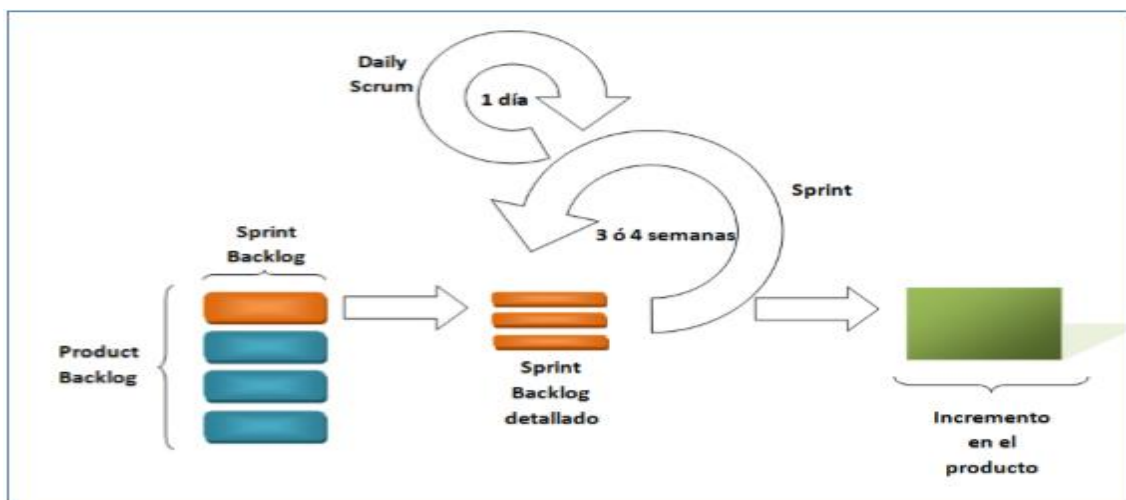 Daily
Scrum
1 día
Sprint
3 ó 4 semanas
Sprint
Backlog
Product
Backlog
Sprint
Backlog
detallado
Incremento
en el
producto